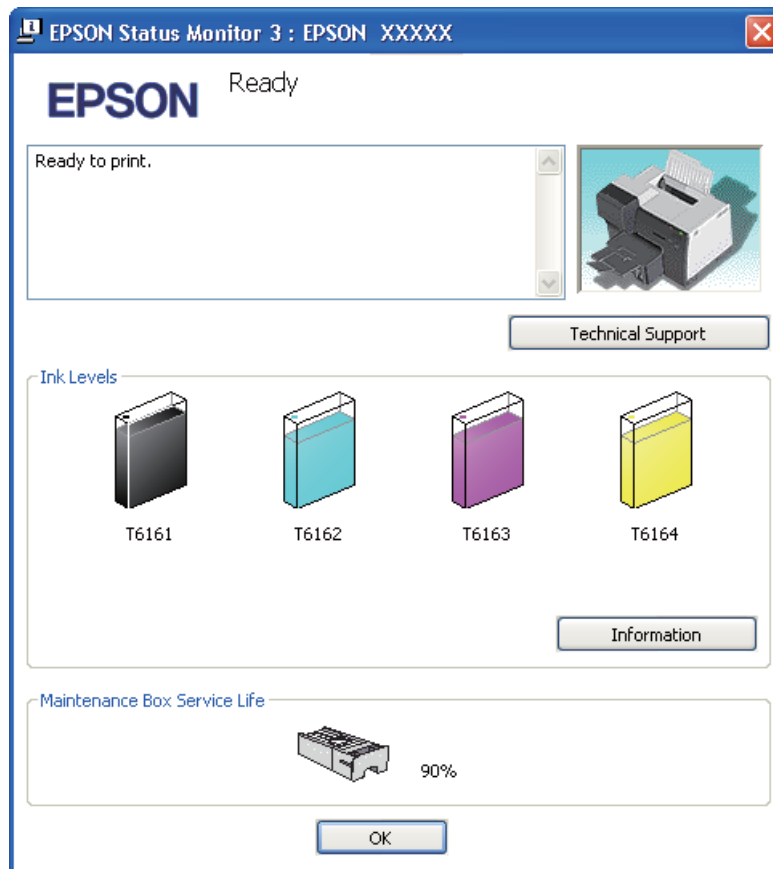 EPSON Status Monitor 3 : EPSON XXXXX
EPSON
Ready
Ready to print.
Technical Support
Ink Levels
T6161
T6162
T6163
T6164
Information
Maintenance Box Service Life
90%
OK